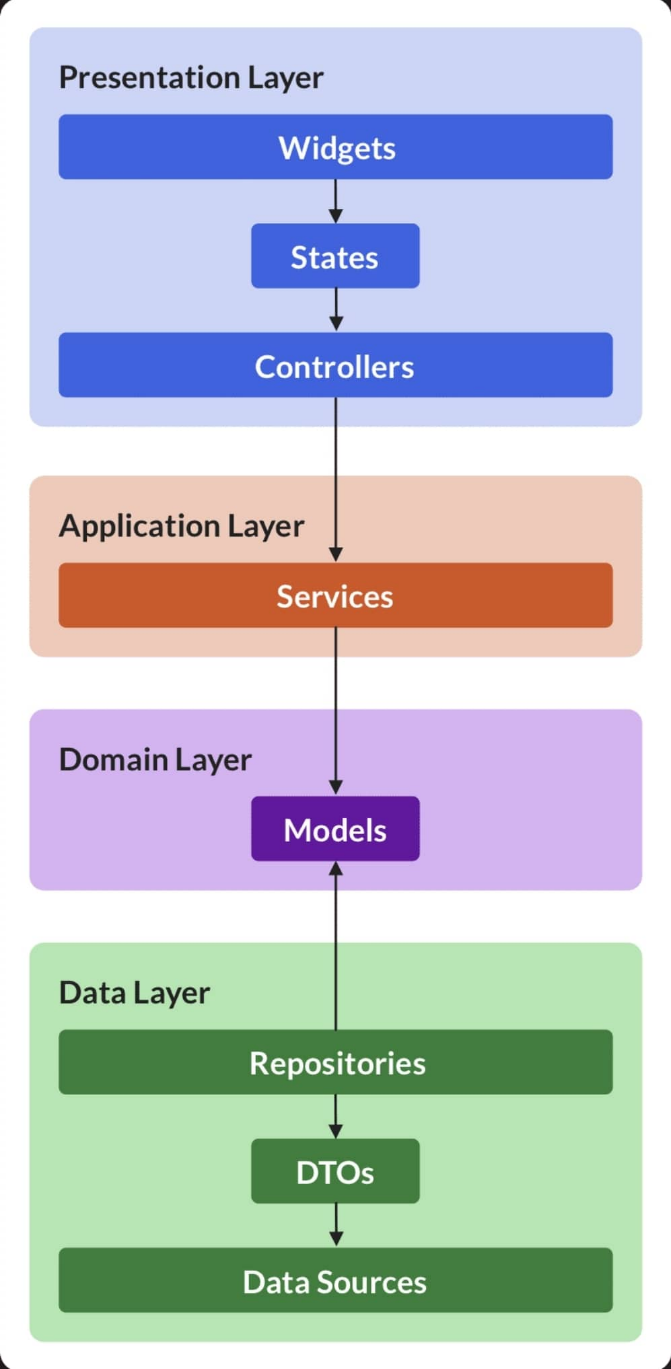 Presentation Layer
Widgets
States
Controllers
Application Layer
Services
Domain Layer
Models
Data Layer
Repositories
DTOs
Data Sources